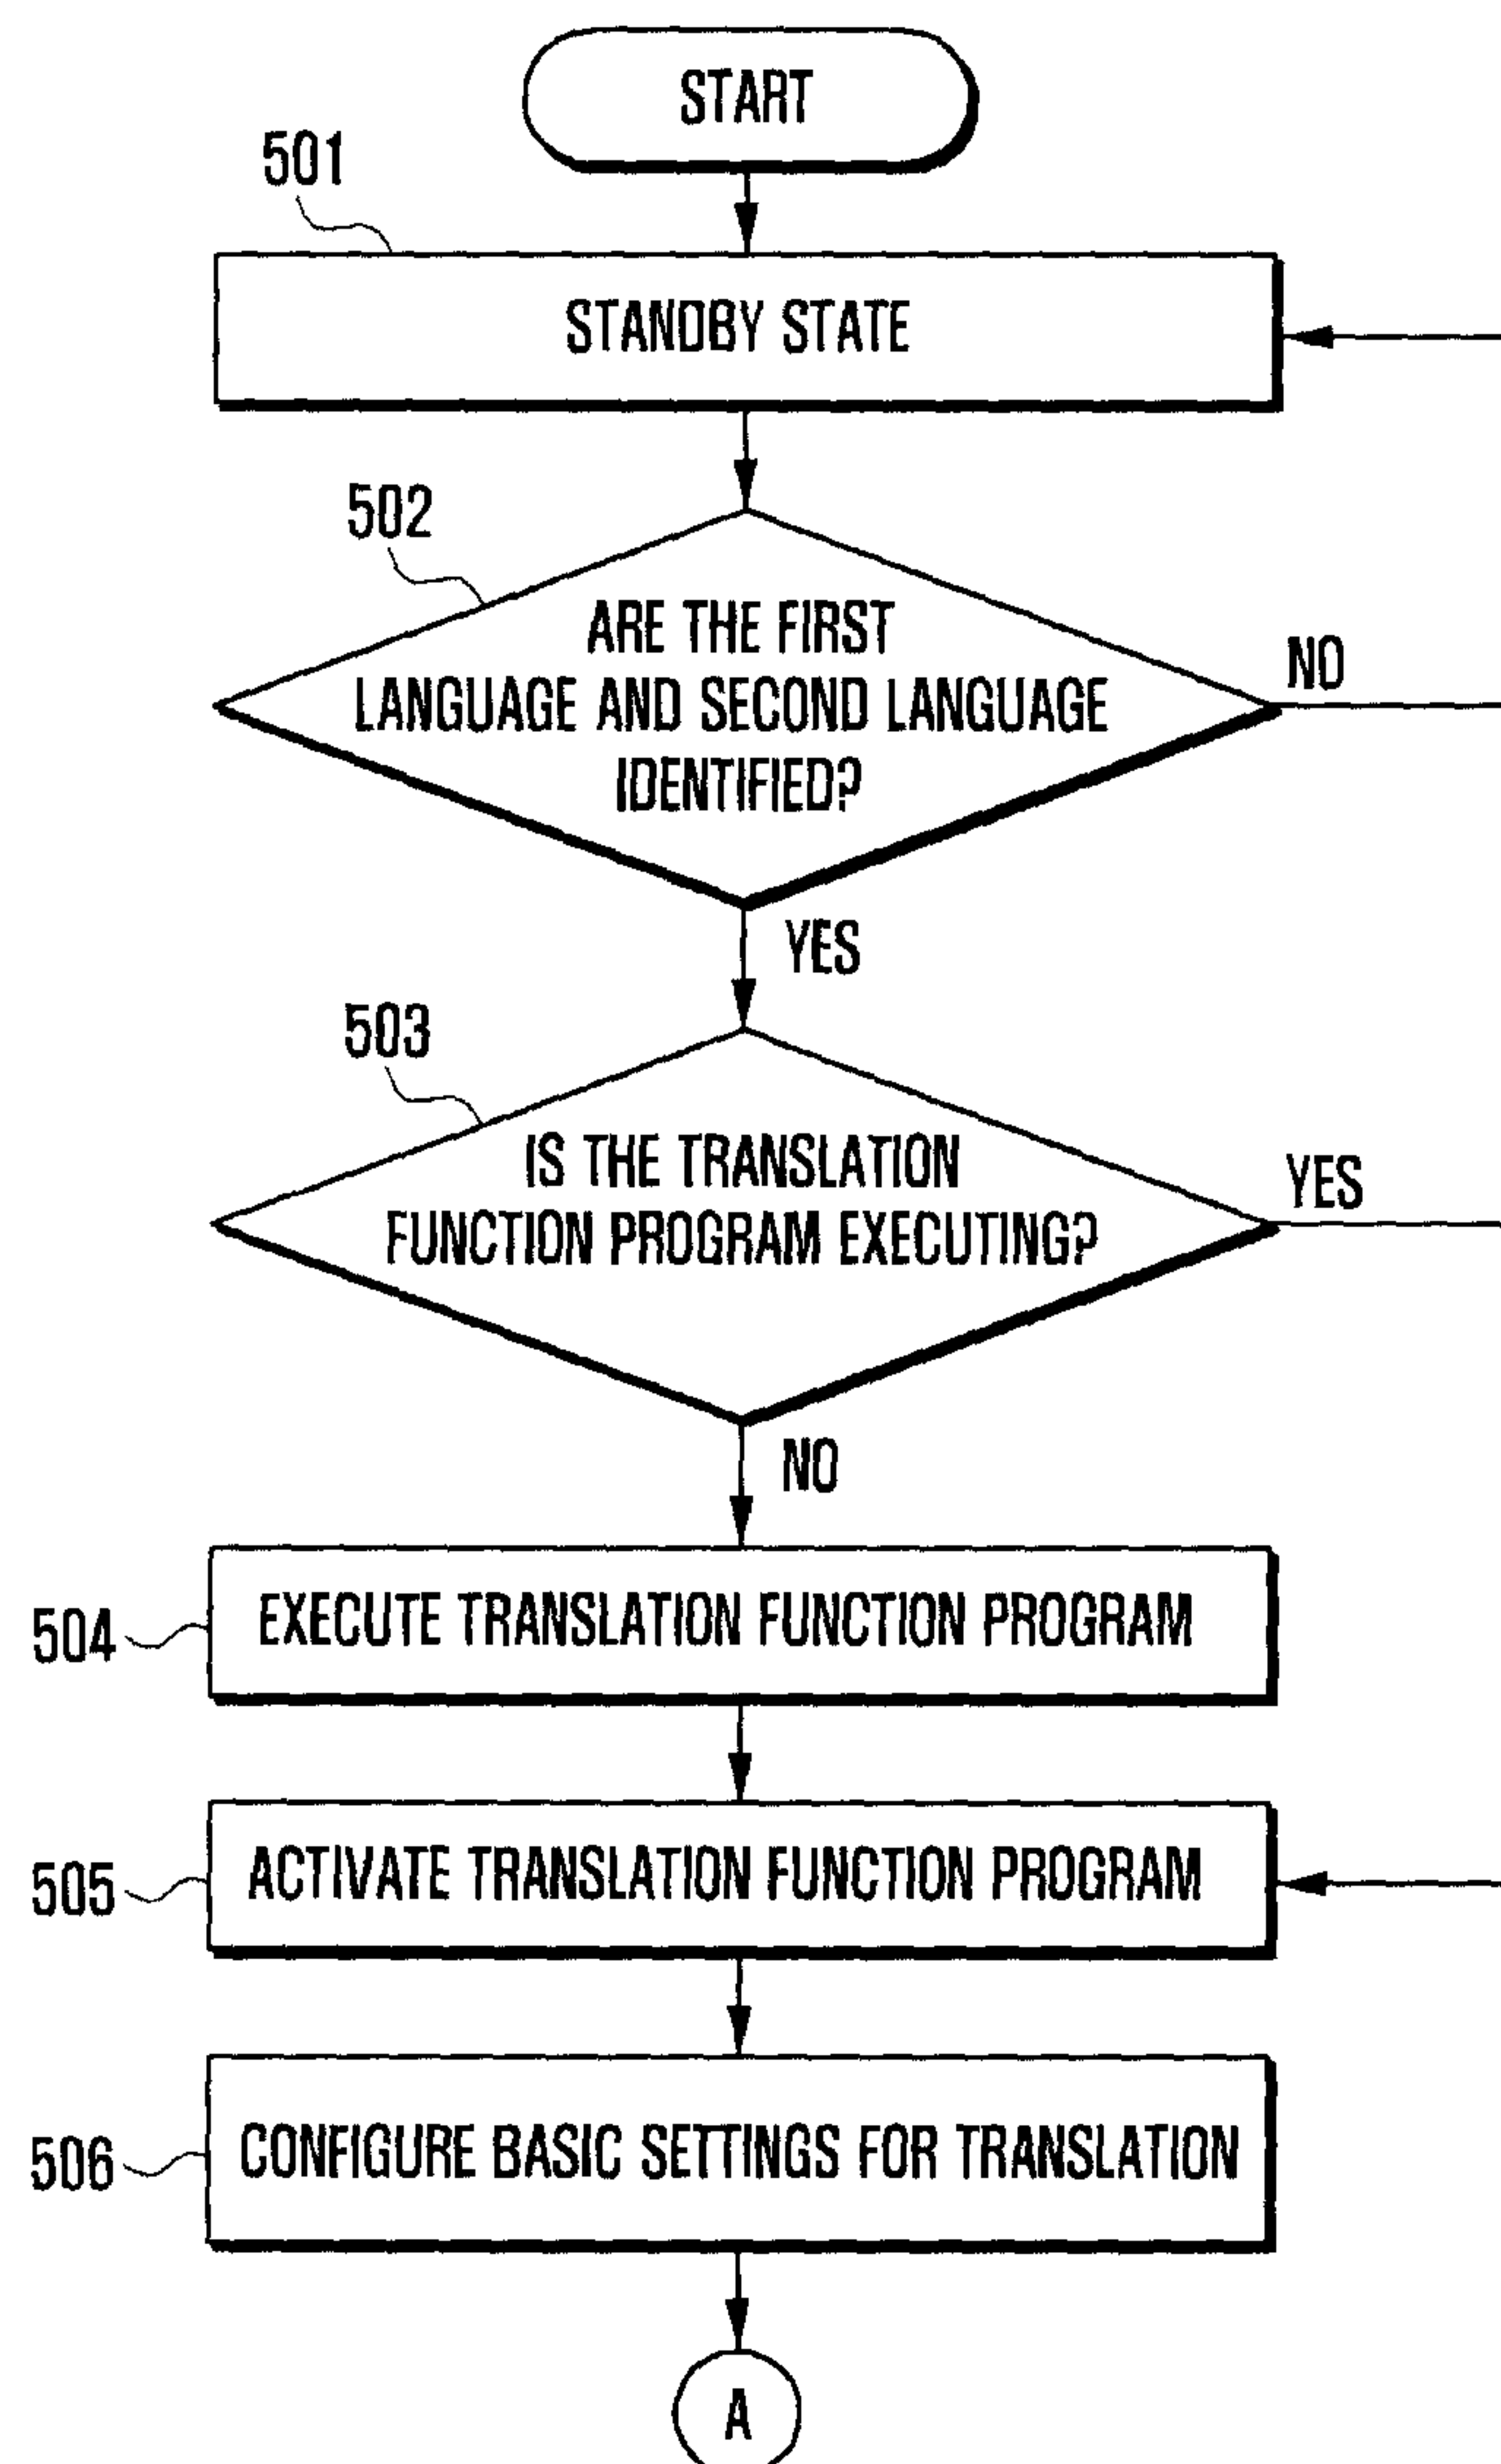 START
501
STANDBY STATE
502
ARE THE FIRST
LANGUAGE AND SECOND LANGUAGE
IDENTIFIED?
NO
YES
503
IS THE TRANSLATION
FUNCTION PROGRAM EXECUTING?
YES
NO
504
EXECUTE TRANSLATION FUNCTION PROGRAM
505
ACTIVATE TRANSLATION FUNCTION PROGRAM
506
CONFIGURE BASIC SETTINGS FOR TRANSLATION
A